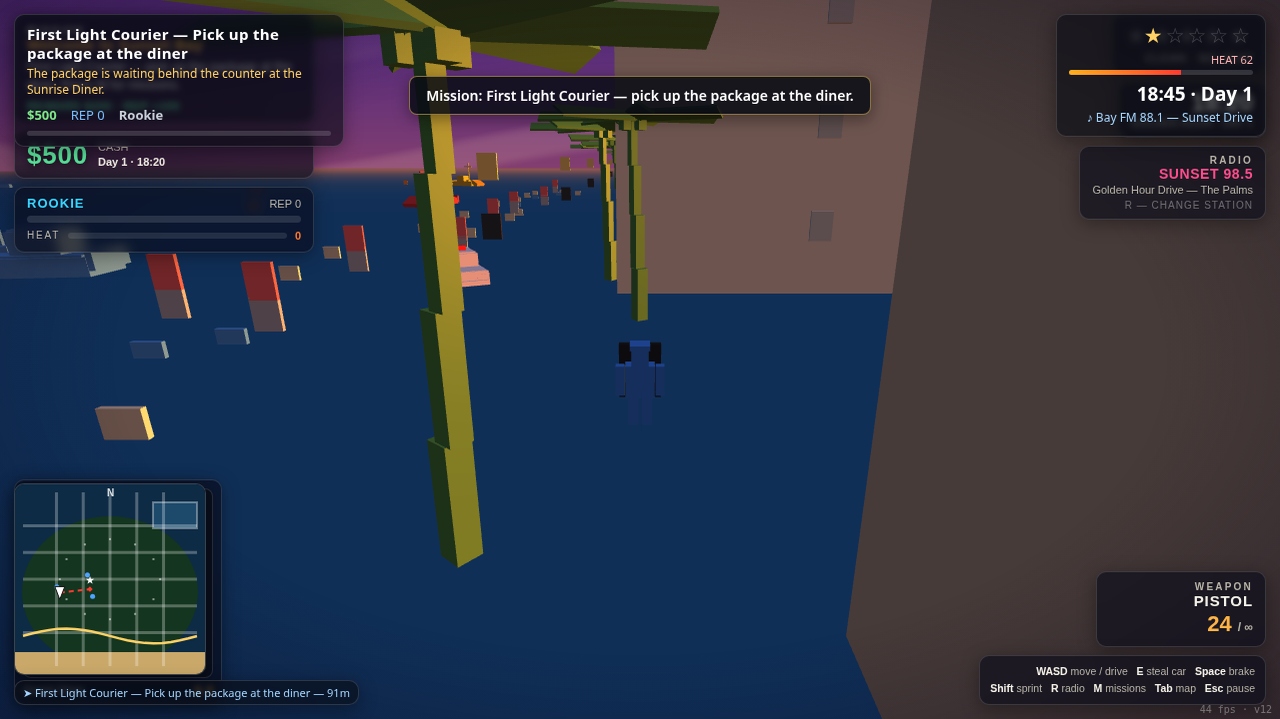 First Light Courier — Pick up the
package at the diner
The package is waiting behind the counter at the
Sunrise Diner.
$500 REP 0 Rookie
$500 CASH
Day 1 · 18:20
ROOKIE REP 0
HEAT 0
Mission: First Light Courier — pick up the package at the diner.
★☆☆☆☆
HEAT 62
18:45 · Day 1
♪ Bay FM 88.1 — Sunset Drive
RADIO
SUNSET 98.5
Golden Hour Drive — The Palms
R — CHANGE STATION
N
➤ First Light Courier — Pick up the package at the diner — 91m
WEAPON
PISTOL
24 / ∞
WASD move / drive E steal car Space brake
Shift sprint R radio M missions Tab map Esc pause
44 fps · v12